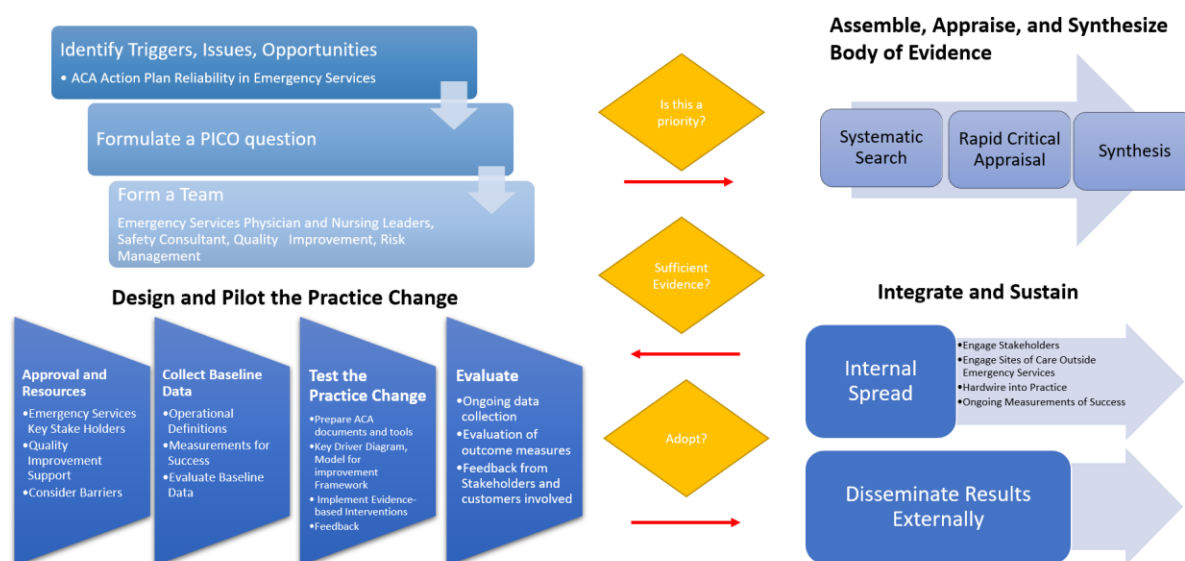 Identify Triggers, Issues, Opportunities
• ACA Action Plan Reliability in Emergency Services
Formulate a PICO question
Form a Team
Emergency Services Physician and Nursing Leaders,
Safety Consultant, Quality Improvement, Risk
Management
Is this a
priority?
Assemble, Appraise, and Synthesize
Body of Evidence
Systematic
Search
Rapid Critical
Appraisal
Synthesis
Sufficient
Evidence?
Design and Pilot the Practice Change
Approval and
Resources
•Emergency Services
Key Stake Holders
•Quality
Improvement
Support
•Consider Barriers
Collect Baseline
Data
•Operational
Definitions
•Measurements for
Success
•Evaluate Baseline
Data
Test the
Practice Change
•Prepare ACA
documents and tools
•Key Driver Diagram,
Model for
improvement
Framework
• Implement Evidence-
based Interventions
•Feedback
Evaluate
•Ongoing data
collection
•Evaluation of
outcome measures
•Feedback from
Stakeholders and
customers involved
Adopt?
Integrate and Sustain
Internal
Spread
•Engage Stakeholders
•Engage Sites of Care Outside
Emergency Services
•Hardwire into Practice
•Ongoing Measurements of Success
Disseminate Results
Externally